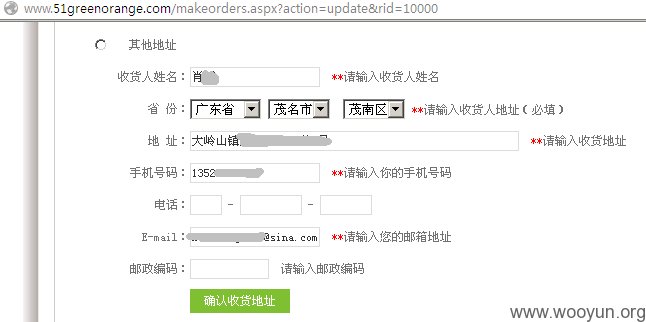 www.51greenorange.com/makeorders.aspx?action=update&rid=10000
其他地址
收货人姓名： 肖 **请输入收货人姓名
省 份： 广东省 茂名市 茂南区 **请输入收货人地址（必填）
地 址： 大岭山镇 **请输入收货地址
手机号码： 1352 **请输入你的手机号码
电话： - -
E-mail： @sina.com **请输入您的邮箱地址
邮政编码： 请输入邮政编码
确认收货地址
www.wooyun.org